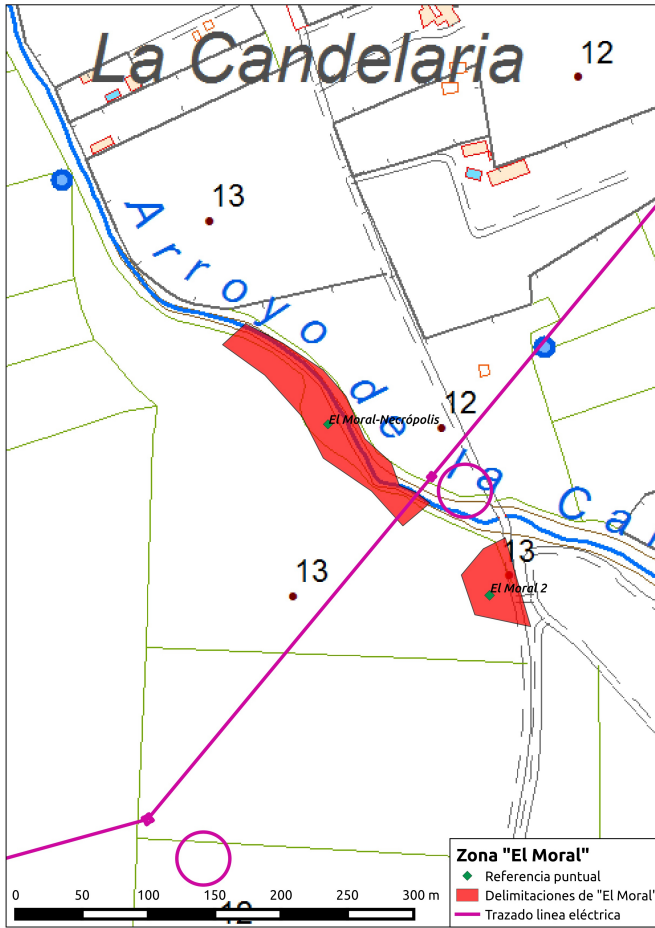 La Candelaria
12
13
Arroyo de la Ca
El Moral-Necrópolis
12
13
El Moral 2
13
12
Zona "El Moral"
Referencia puntual
Delimitaciones de "El Moral"
Trazado linea eléctrica
0 50 100 150 200 250 300 m